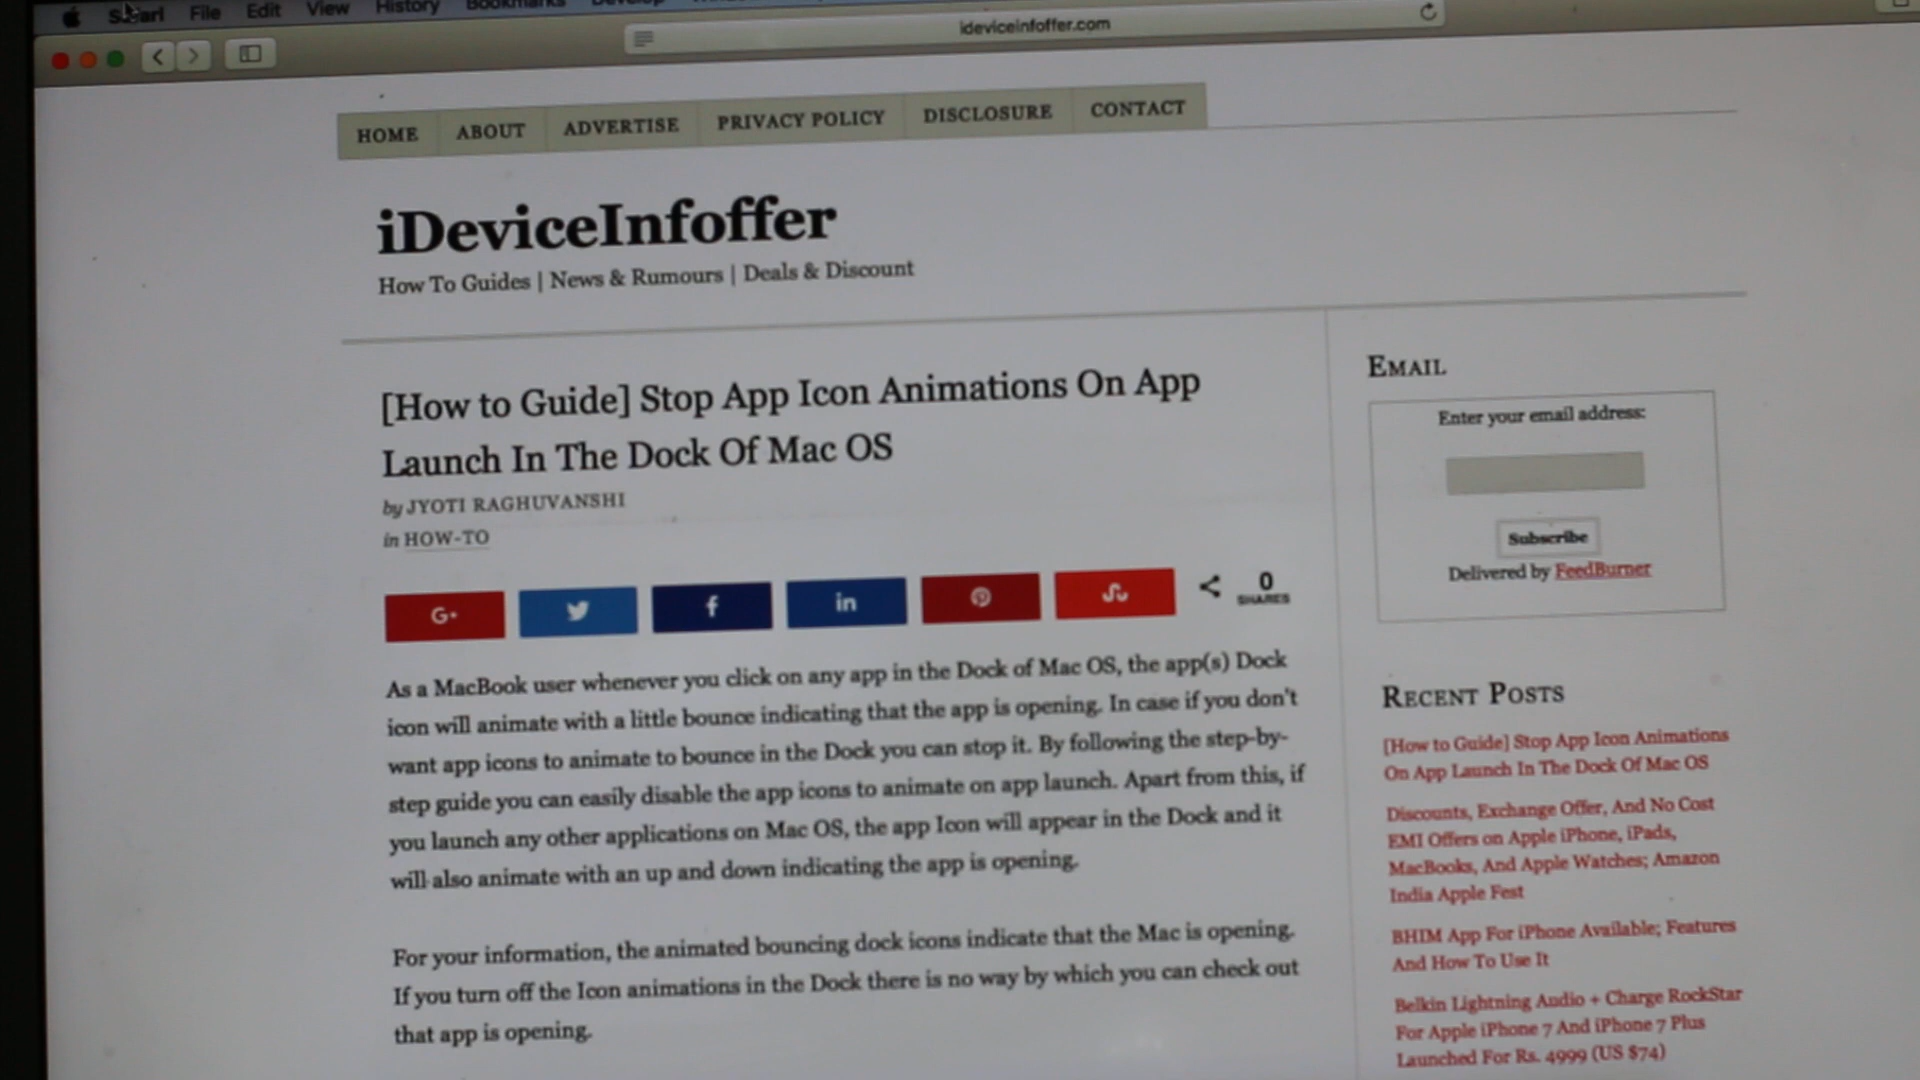 Safari File Edit View History Bookmarks
ideviceinfoffer.com
HOME ABOUT ADVERTISE PRIVACY POLICY DISCLOSURE CONTACT
iDeviceInfoffer
How To Guides | News & Rumours | Deals & Discount
[How to Guide] Stop App Icon Animations On App
Launch In The Dock Of Mac OS
by JYOTI RAGHUVANSHI
in HOW-TO
G+ f in 0
SHARES
As a MacBook user whenever you click on any app in the Dock of Mac OS, the app(s) Dock
icon will animate with a little bounce indicating that the app is opening. In case if you don't
want app icons to animate to bounce in the Dock you can stop it. By following the step-by-
step guide you can easily disable the app icons to animate on app launch. Apart from this, if
you launch any other applications on Mac OS, the app Icon will appear in the Dock and it
will also animate with an up and down indicating the app is opening.
For your information, the animated bouncing dock icons indicate that the Mac is opening.
If you turn off the Icon animations in the Dock there is no way by which you can check out
that app is opening.
EMAIL
Enter your email address:
Subscribe
Delivered by FeedBurner
RECENT POSTS
[How to Guide] Stop App Icon Animations
On App Launch In The Dock Of Mac OS
Discounts, Exchange Offer, And No Cost
EMI Offers on Apple iPhone, iPads,
MacBooks, And Apple Watches; Amazon
India Apple Fest
BHIM App For iPhone Available; Features
And How To Use It
Belkin Lightning Audio + Charge RockStar
For Apple iPhone 7 And iPhone 7 Plus
Launched For Rs. 4999 (US $74)